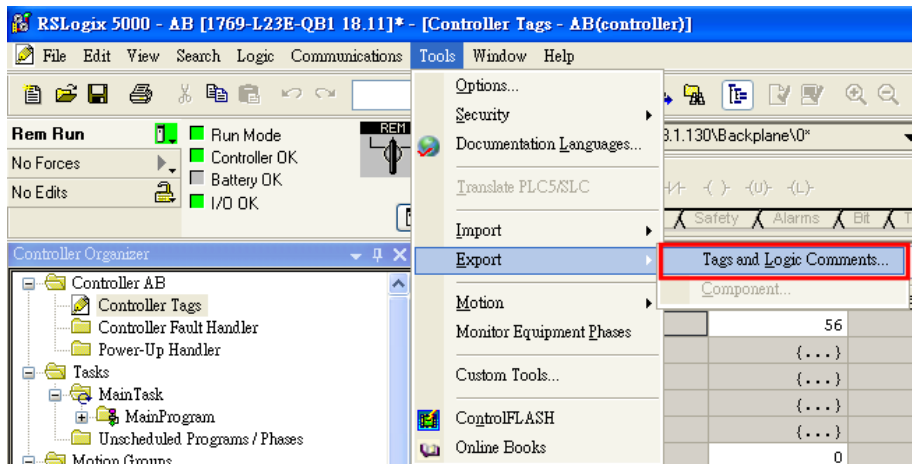 RSLogix 5000 - AB [1769-L23E-QB1 18.11]* - [Controller Tags - AB(controller)]
File Edit View Search Logic Communications Tools Window Help
Rem Run
No Forces
No Edits
Run Mode
Controller OK
Battery OK
I/O OK
REM
Controller Organizer
Controller AB
Controller Tags
Controller Fault Handler
Power-Up Handler
Tasks
MainTask
MainProgram
Unscheduled Programs / Phases
Motion Groups
Options...
Security
Documentation Languages...
Translate PLC5/SLC
Import
Export
Motion
Monitor Equipment Phases
Custom Tools...
ControlFLASH
Online Books
Tags and Logic Comments...
Component...
3.1.130\Backplane\0*
-(U)- -(L)-
Safety Alarms Bit
56
{...}
{...}
{...}
{...}
0